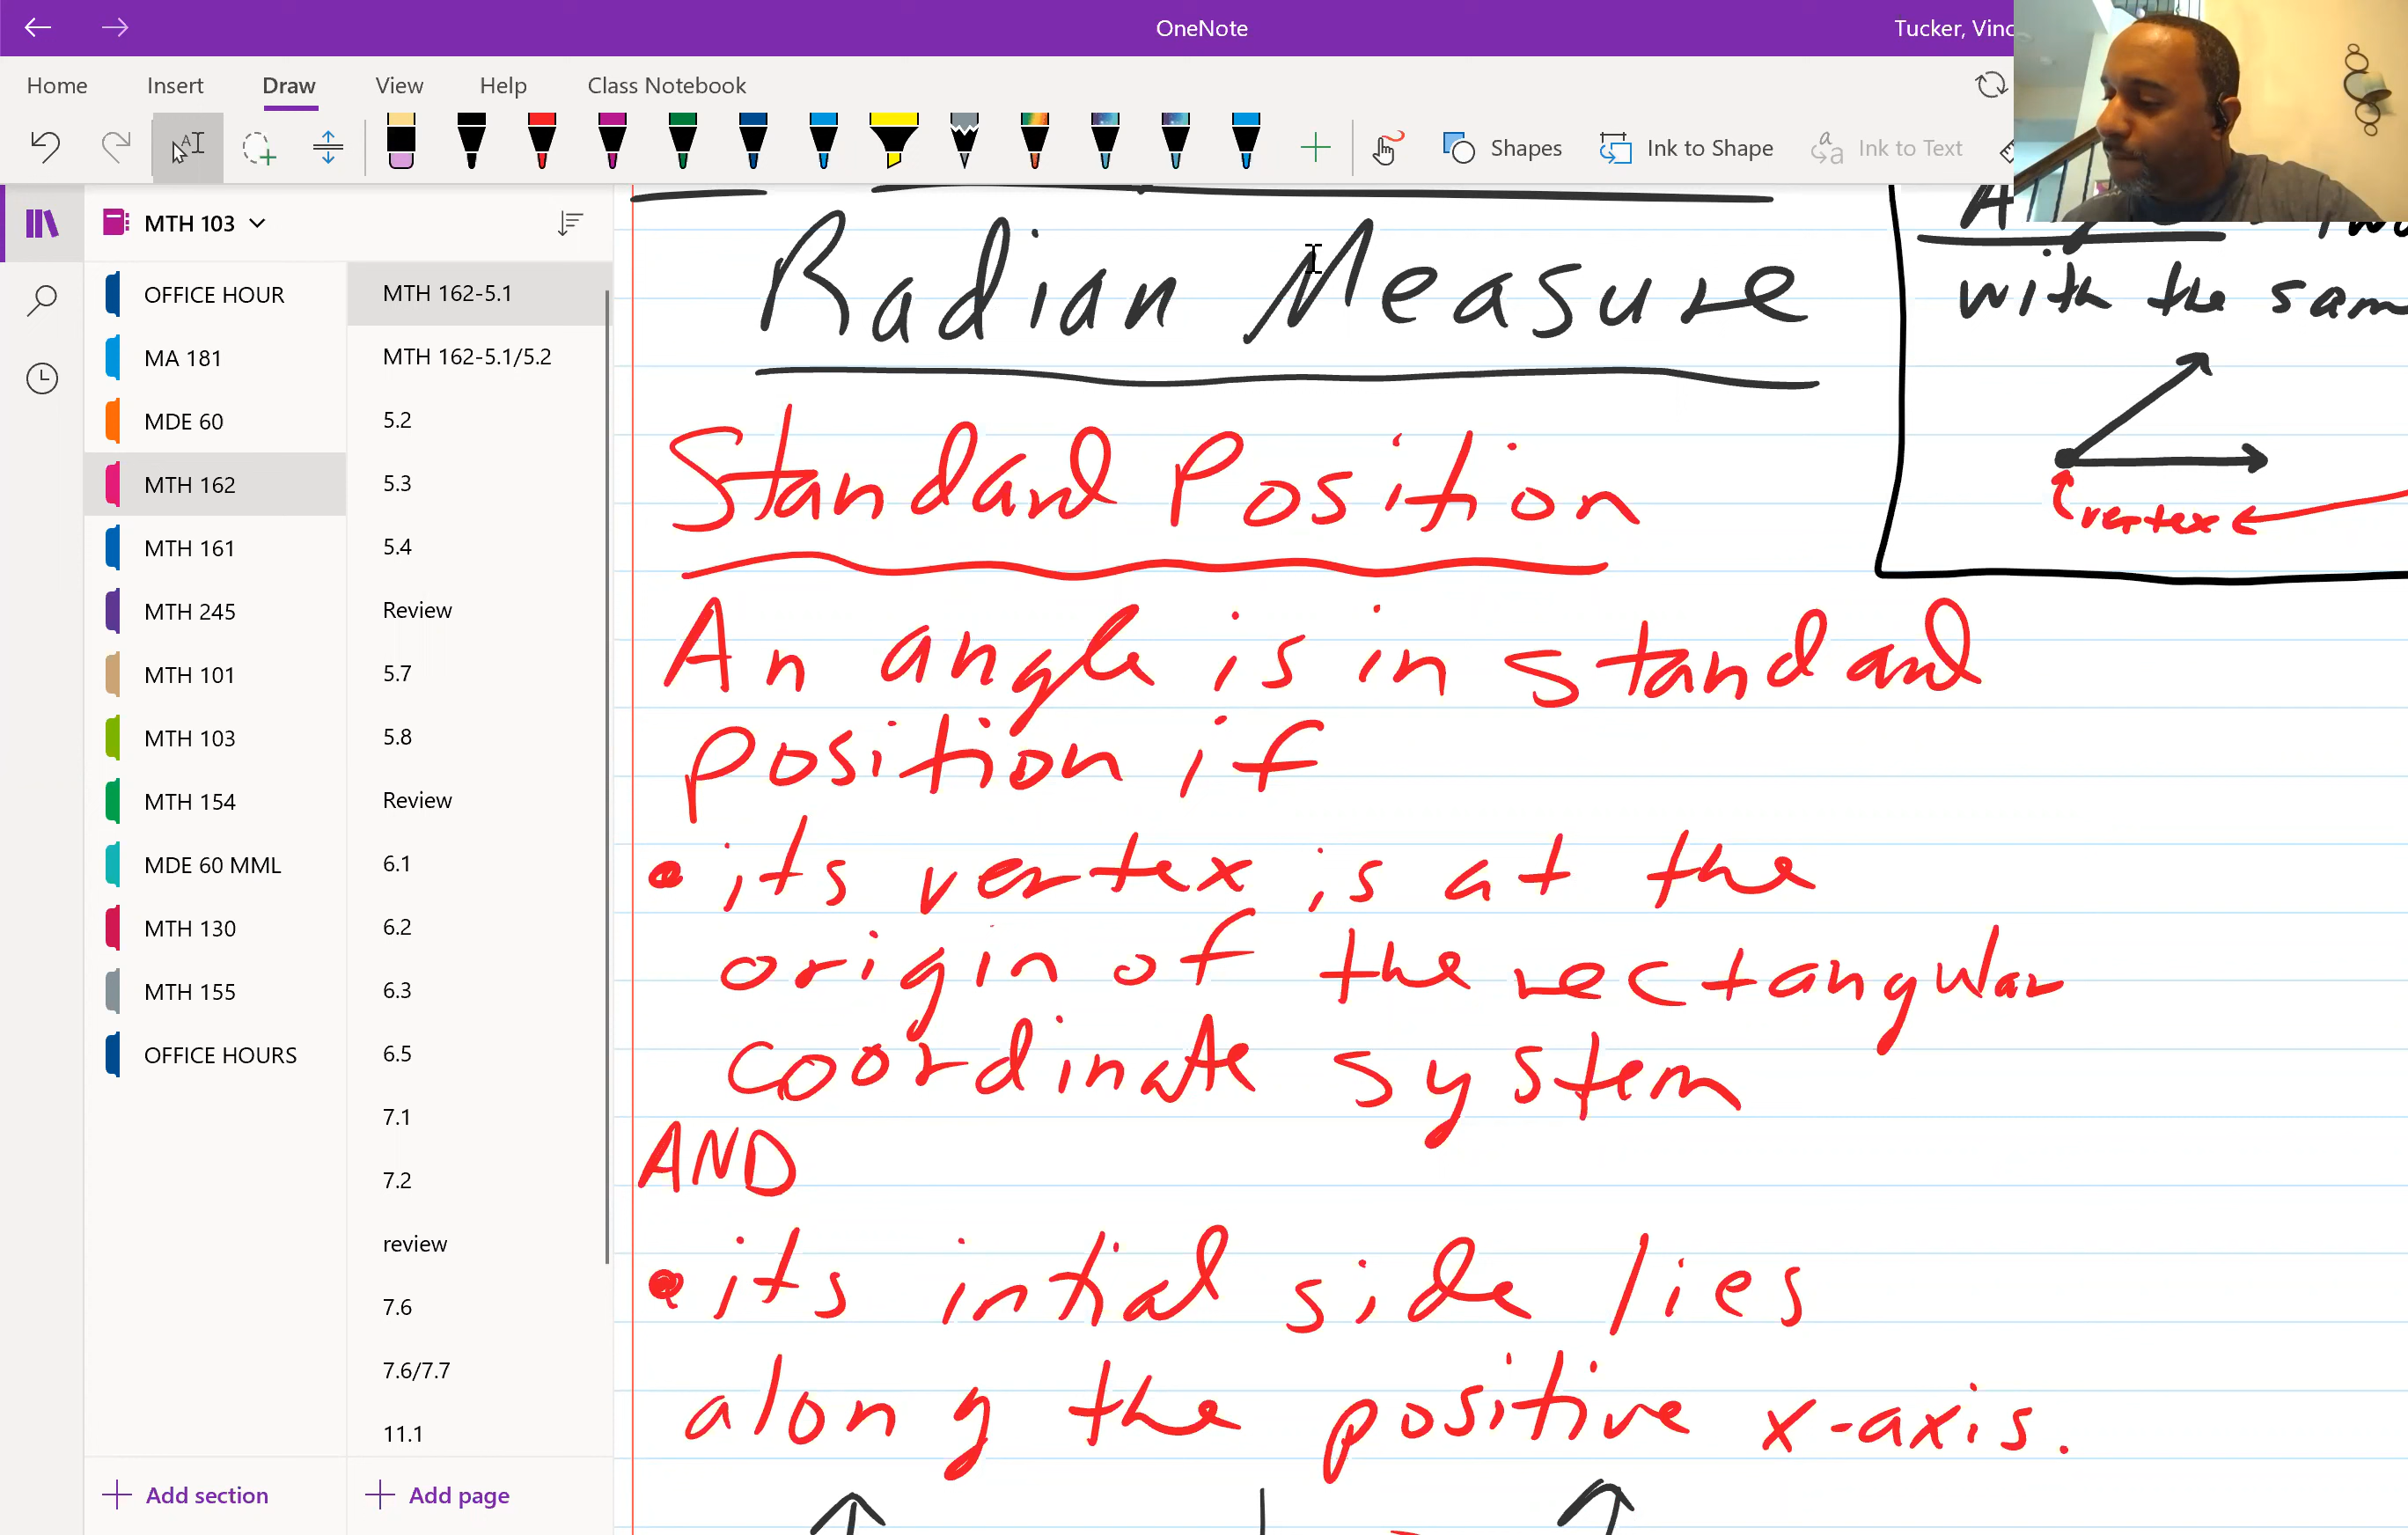 OneNote
Tucker, Vinc
Home Insert Draw View Help Class Notebook
Shapes Ink to Shape Ink to Text
MTH 103
OFFICE HOUR
MA 181
MDE 60
MTH 162
MTH 161
MTH 245
MTH 101
MTH 103
MTH 154
MDE 60 MML
MTH 130
MTH 155
OFFICE HOURS
Add section
MTH 162-5.1
MTH 162-5.1/5.2
5.2
5.3
5.4
Review
5.7
5.8
Review
6.1
6.2
6.3
6.5
7.1
7.2
review
7.6
7.6/7.7
11.1
Add page
Radian Measure
Standard Position
An angle is in standard
position if
• its vertex is at the
origin of the rectangular
coordinate system
AND
• its intial side lies
along the positive x-axis.
with the sam
vertex